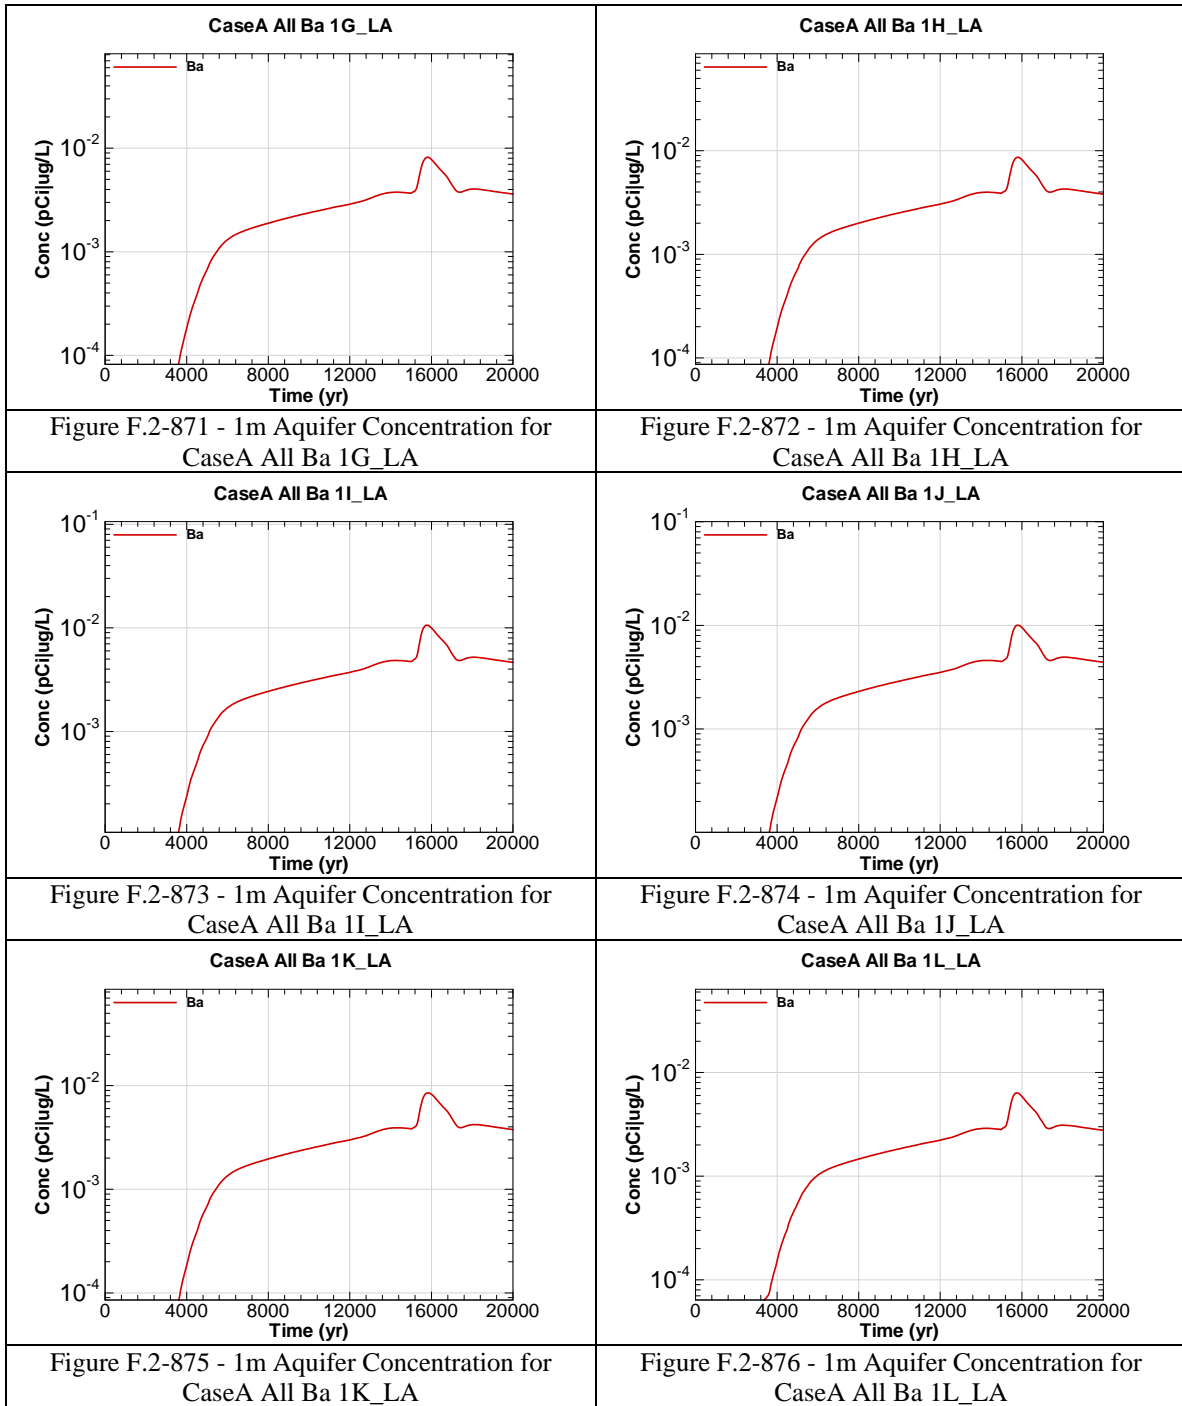 CaseA All Ba 1G_LA
Ba
Conc (pCi|ug/L)
10-2
10-3
10-4
0 4000 8000 12000 16000 20000
Time (yr)
Figure F.2-871 - 1m Aquifer Concentration for
CaseA All Ba 1G_LA
CaseA All Ba 1H_LA
Ba
Conc (pCi|ug/L)
10-2
10-3
10-4
0 4000 8000 12000 16000 20000
Time (yr)
Figure F.2-872 - 1m Aquifer Concentration for
CaseA All Ba 1H_LA
CaseA All Ba 1I_LA
Ba
Conc (pCi|ug/L)
10-1
10-2
10-3
0 4000 8000 12000 16000 20000
Time (yr)
Figure F.2-873 - 1m Aquifer Concentration for
CaseA All Ba 1I_LA
CaseA All Ba 1J_LA
Ba
Conc (pCi|ug/L)
10-1
10-2
10-3
0 4000 8000 12000 16000 20000
Time (yr)
Figure F.2-874 - 1m Aquifer Concentration for
CaseA All Ba 1J_LA
CaseA All Ba 1K_LA
Ba
Conc (pCi|ug/L)
10-2
10-3
10-4
0 4000 8000 12000 16000 20000
Time (yr)
Figure F.2-875 - 1m Aquifer Concentration for
CaseA All Ba 1K_LA
CaseA All Ba 1L_LA
Ba
Conc (pCi|ug/L)
10-2
10-3
10-4
0 4000 8000 12000 16000 20000
Time (yr)
Figure F.2-876 - 1m Aquifer Concentration for
CaseA All Ba 1L_LA